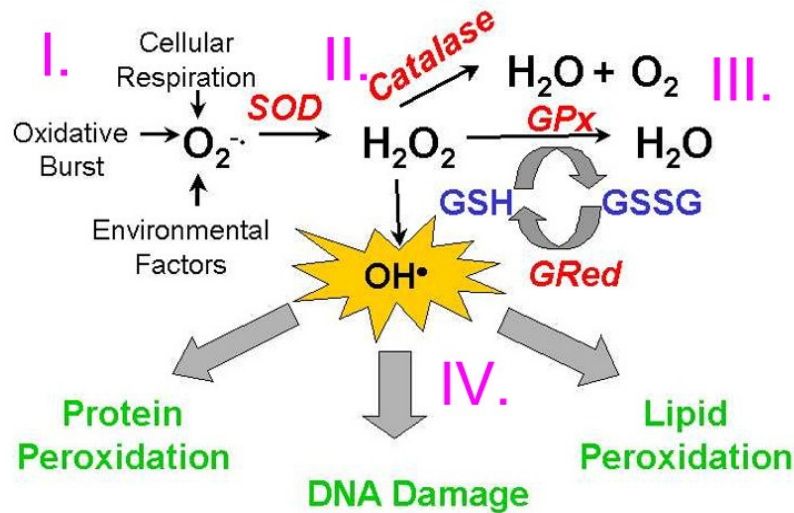 I.
Cellular
Respiration
II.
Catalase
H₂O + O₂
III.
Oxidative
Burst
O₂⁻·
SOD
H₂O₂
GPx
H₂O
GSH
GSSG
Environmental
Factors
GRed
OH•
IV.
Protein
Peroxidation
DNA Damage
Lipid
Peroxidation